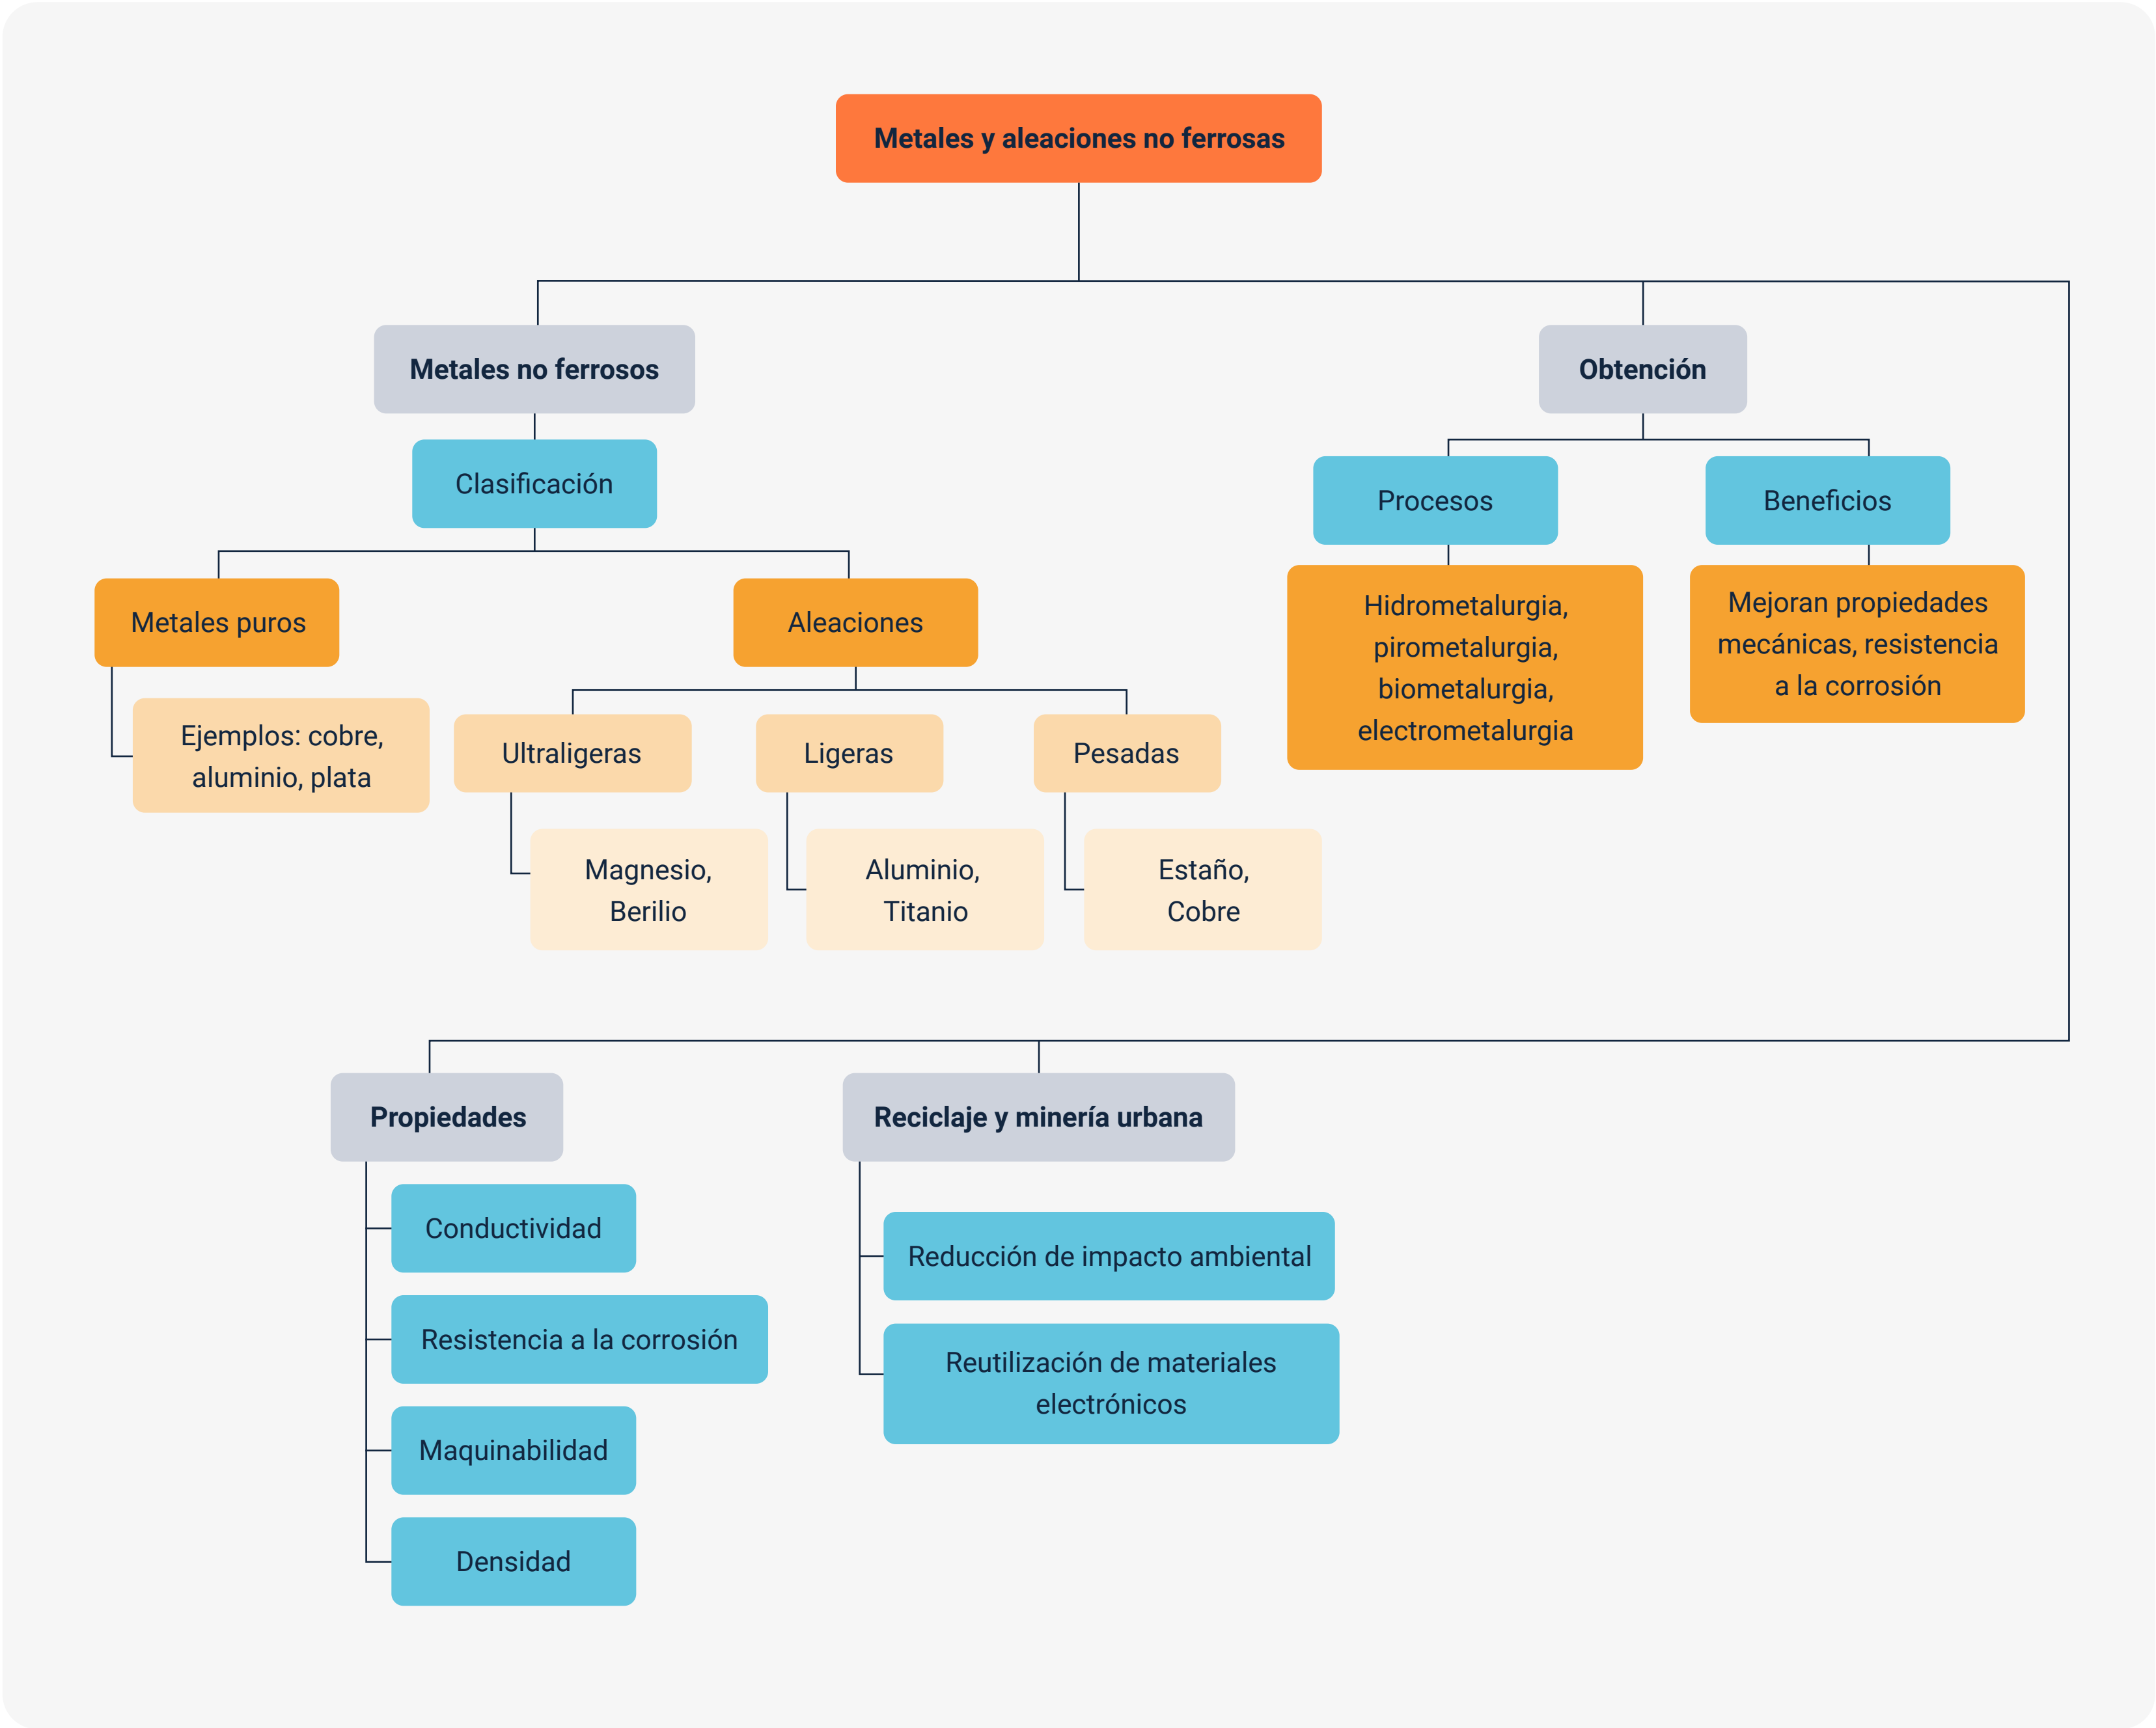 Metales y aleaciones no ferrosas
Metales no ferrosos
Clasificación
Metales puros
Ejemplos: cobre,
aluminio, plata
Aleaciones
Ultraligeras
Magnesio,
Berilio
Ligeras
Aluminio,
Titanio
Pesadas
Estaño,
Cobre
Obtención
Procesos
Hidrometalurgia,
pirometalurgia,
biometalurgia,
electrometalurgia
Beneficios
Mejoran propiedades
mecánicas, resistencia
a la corrosión
Propiedades
Conductividad
Resistencia a la corrosión
Maquinabilidad
Densidad
Reciclaje y minería urbana
Reducción de impacto ambiental
Reutilización de materiales
electrónicos